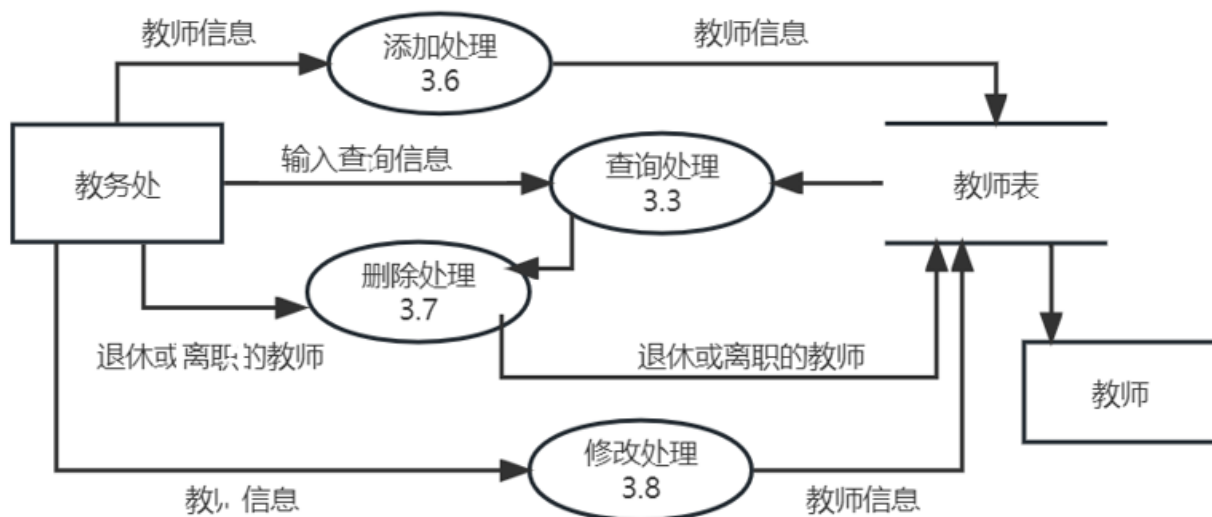 教师信息
添加处理
3.6
教师信息
教务处
输入查询信息
查询处理
3.3
教师表
删除处理
3.7
退休或离职的教师
退休或离职的教师
教师
修改处理
3.8
信息
教师信息